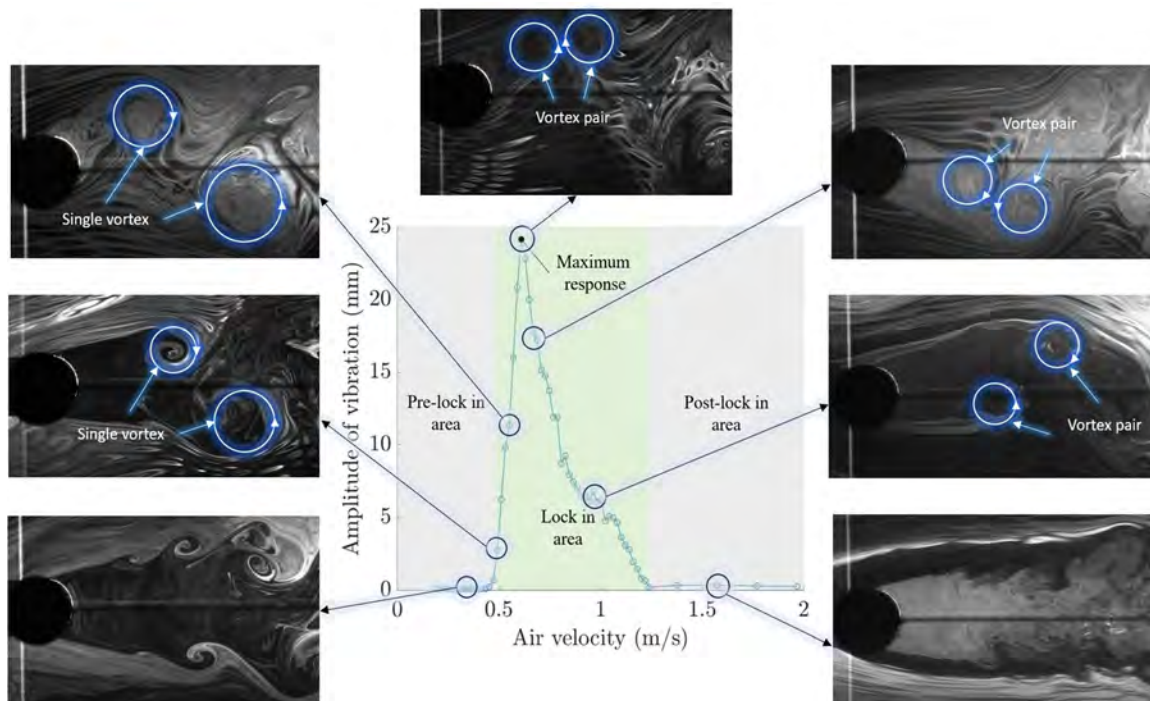 Vortex pair
Single vortex
Vortex pair
Single vortex
Vortex pair
Amplitude of vibration (mm)
25
20
15
10
5
0
Maximum
response
Pre-lock in
area
Post-lock in
area
Lock in
area
0
0.5
1
1.5
2
Air velocity (m/s)